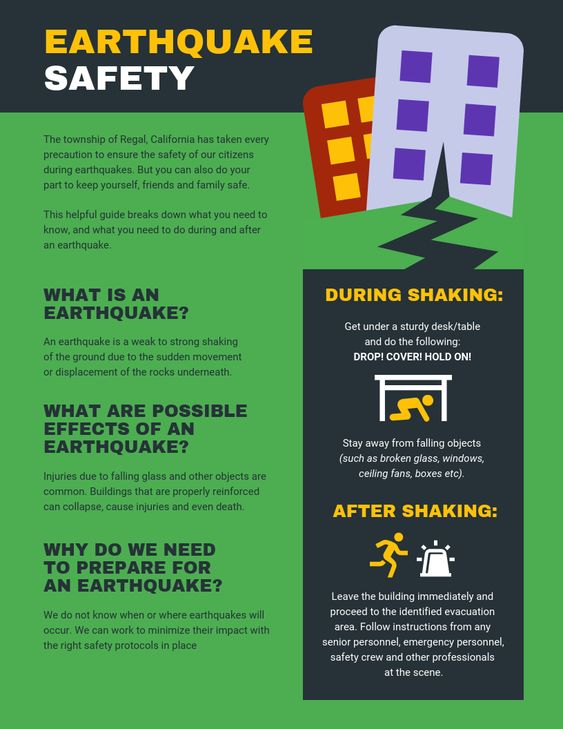 EARTHQUAKE
SAFETY
The township of Regal, California has taken every
precaution to ensure the safety of our citizens
during earthquakes. But you can also do your
part to keep yourself, friends and family safe.
This helpful guide breaks down what you need to
know, and what you need to do during and after
an earthquake.
WHAT IS AN
EARTHQUAKE?
An earthquake is a weak to strong shaking
of the ground due to the sudden movement
or displacement of the rocks underneath.
WHAT ARE POSSIBLE
EFFECTS OF AN
EARTHQUAKE?
Injuries due to falling glass and other objects are
common. Buildings that are properly reinforced
can collapse, cause injuries and even death.
WHY DO WE NEED
TO PREPARE FOR
AN EARTHQUAKE?
We do not know when or where earthquakes will
occur. We can work to minimize their impact with
the right safety protocols in place
DURING SHAKING:
Get under a sturdy desk/table
and do the following:
DROP! COVER! HOLD ON!
Stay away from falling objects
(such as broken glass, windows,
ceiling fans, boxes etc).
AFTER SHAKING:
Leave the building immediately and
proceed to the identified evacuation
area. Follow instructions from any
senior personnel, emergency personnel,
safety crew and other professionals
at the scene.